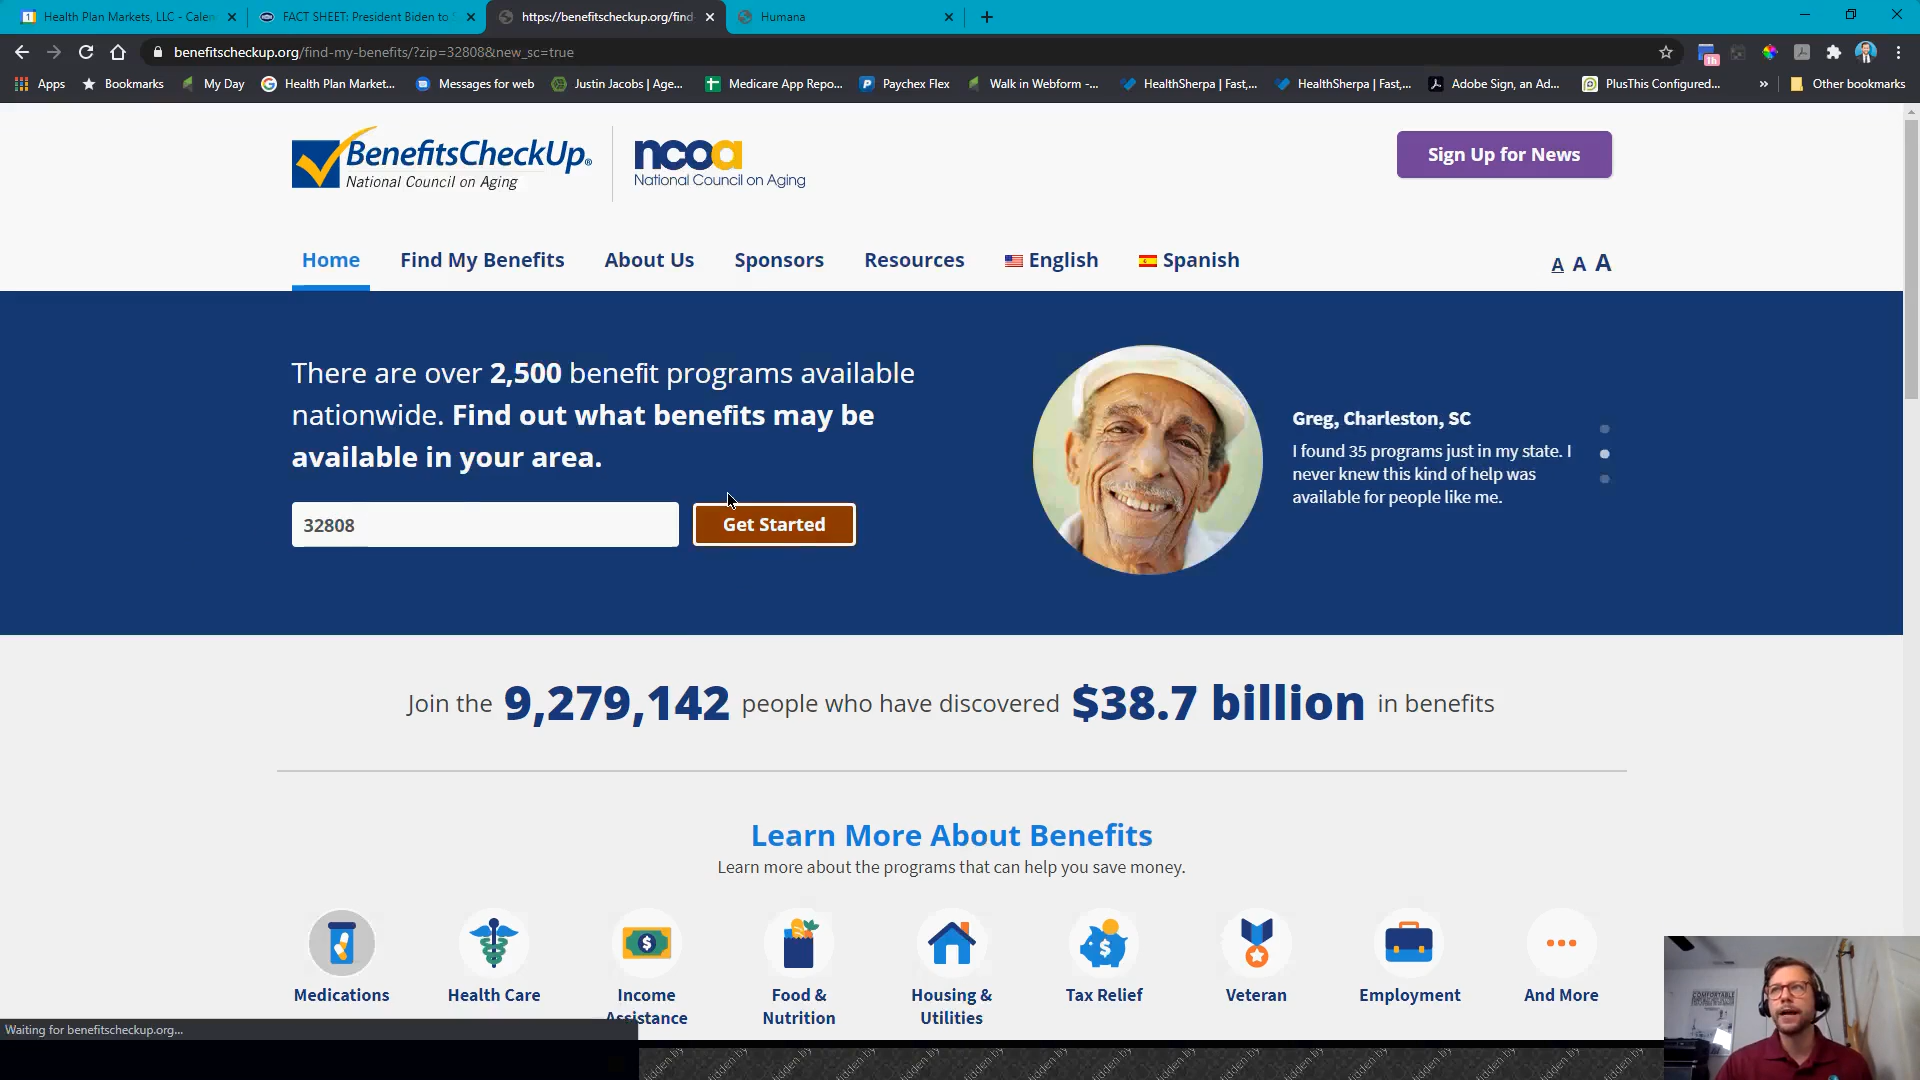 Health Plan Markets, LLC - Calen
FACT SHEET: President Biden to
https://benefitscheckup.org/find
Humana
benefitscheckup.org/find-my-benefits/?zip=32808&new_sc=true
Apps
Bookmarks
My Day
Health Plan Market...
Messages for web
Justin Jacobs | Age...
Medicare App Repo...
Paychex Flex
Walk in Webform -...
HealthSherpa | Fast,...
HealthSherpa | Fast,...
Adobe Sign, an Ad...
PlusThis Configured...
»
Other bookmarks
BenefitsCheckUp®
National Council on Aging
ncoa
National Council on Aging
Sign Up for News
Home
Find My Benefits
About Us
Sponsors
Resources
English
Spanish
A A A
There are over 2,500 benefit programs available
nationwide. Find out what benefits may be
available in your area.
32808
Get Started
Greg, Charleston, SC
I found 35 programs just in my state. I
never knew this kind of help was
available for people like me.
Join the 9,279,142 people who have discovered $38.7 billion in benefits
Learn More About Benefits
Learn more about the programs that can help you save money.
Medications
Health Care
Income
Assistance
Food &
Nutrition
Housing &
Utilities
Tax Relief
Veteran
Employment
And More
Waiting for benefitscheckup.org...